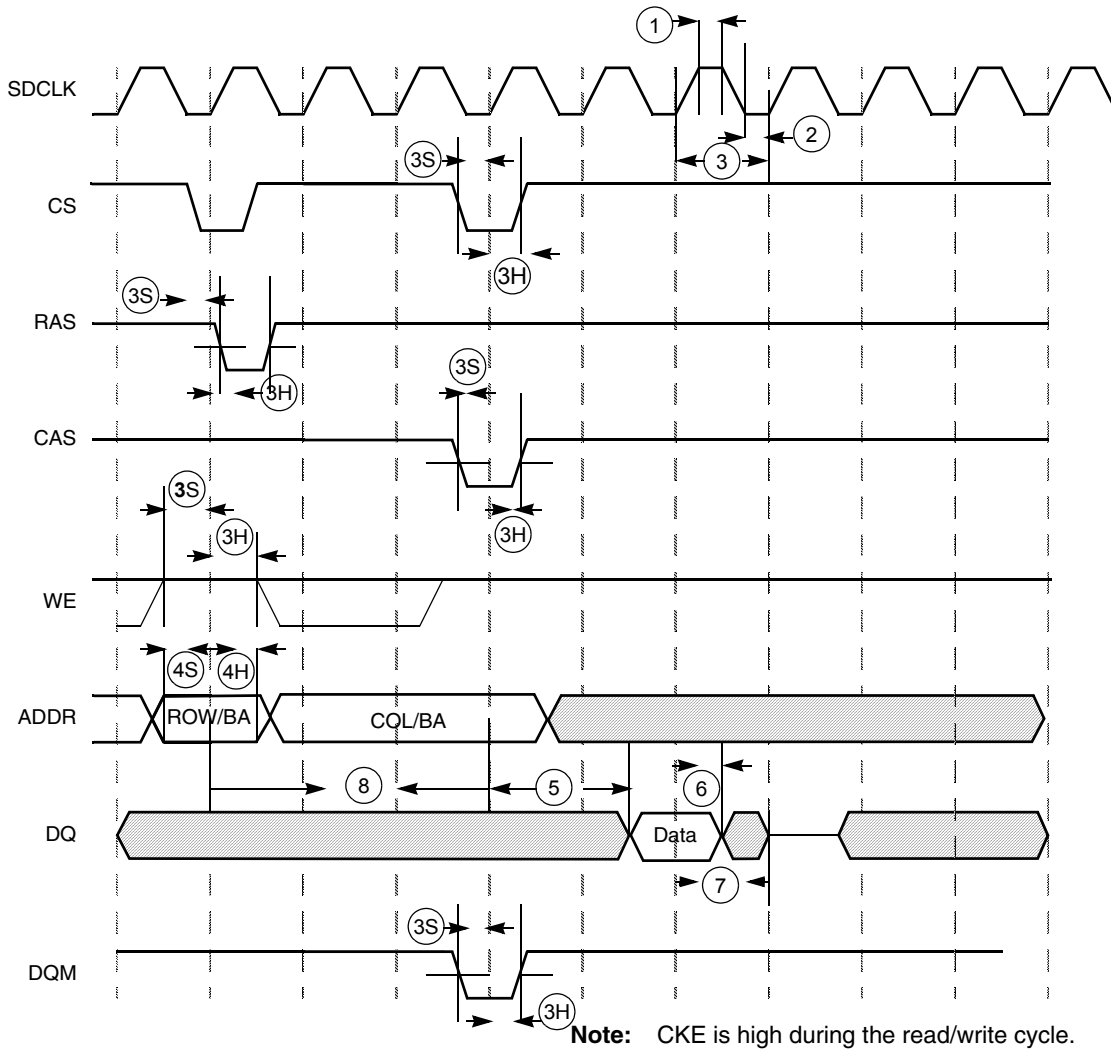 1
SDCLK
2
3S
3
CS
3H
3S
RAS
3S
3H
CAS
3S
3H
3H
WE
4S 4H
ADDR ROW/BA COL/BA
8 5 6
DQ Data
7
3S
DQM
3H
Note: CKE is high during the read/write cycle.